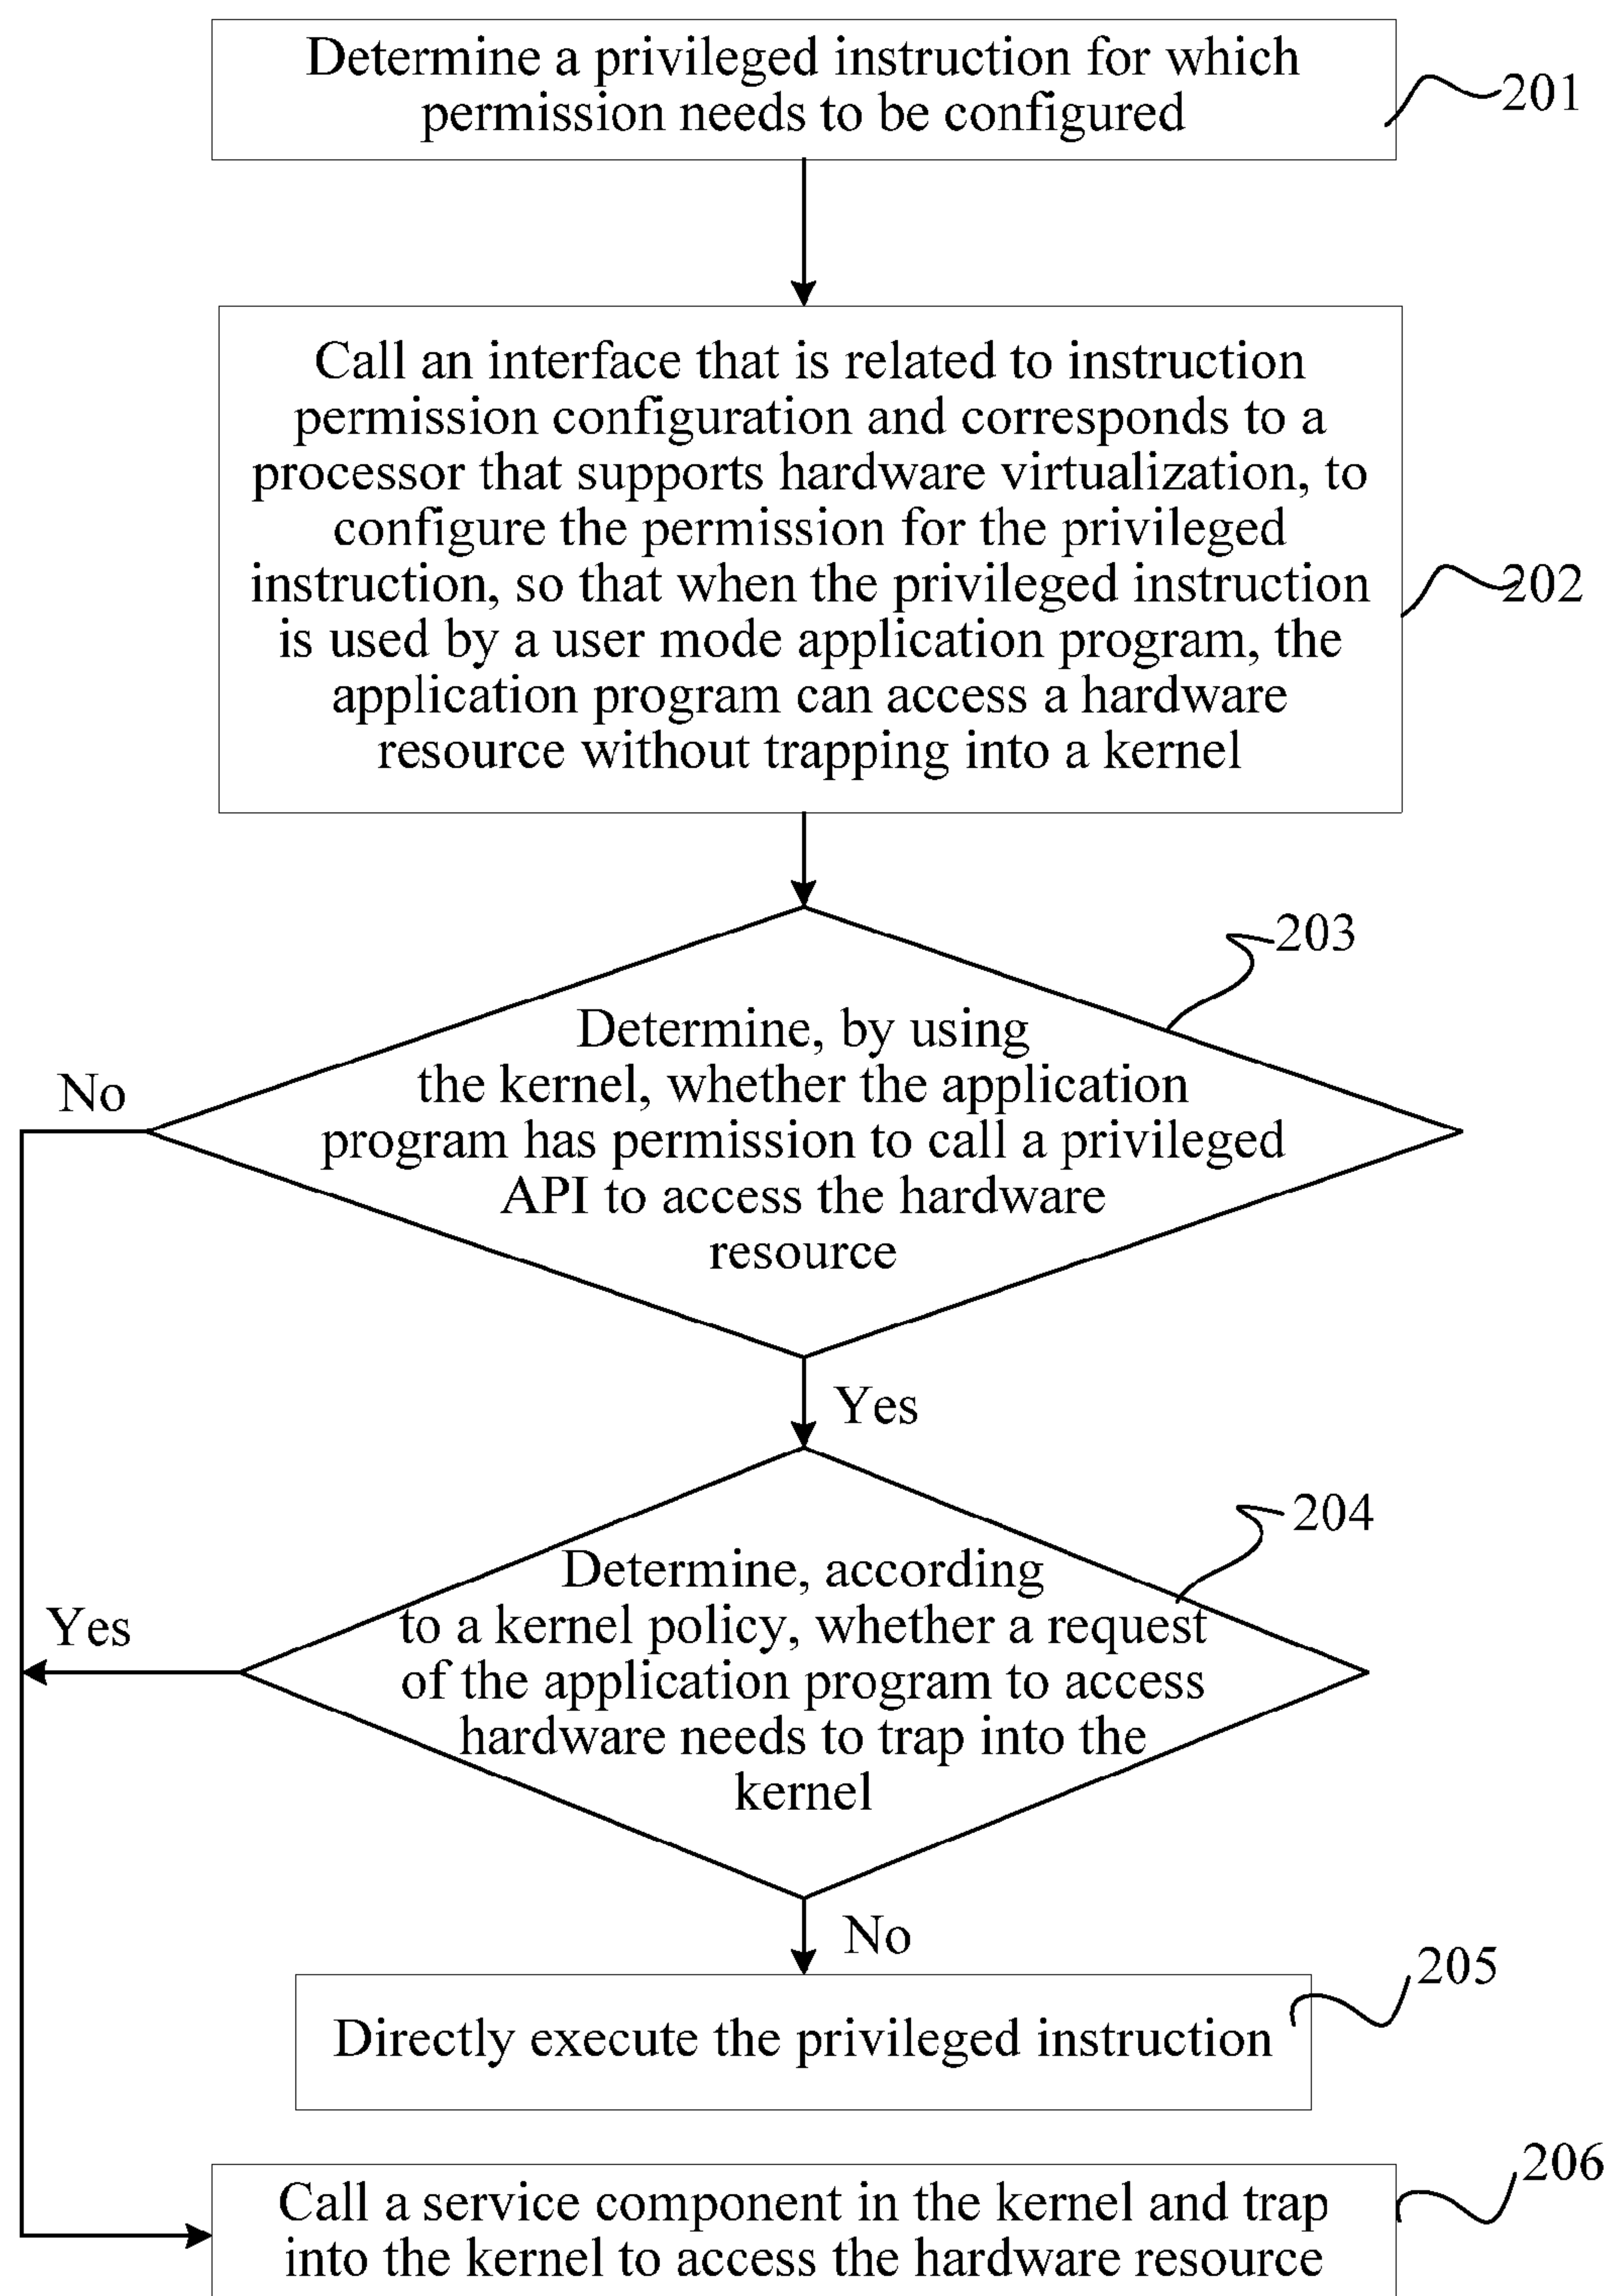 Determine a privileged instruction for which
permission needs to be configured
201
Call an interface that is related to instruction
permission configuration and corresponds to a
processor that supports hardware virtualization, to
configure the permission for the privileged
instruction, so that when the privileged instruction
is used by a user mode application program, the
application program can access a hardware
resource without trapping into a kernel
202
203
Determine, by using
the kernel, whether the application
program has permission to call a privileged
API to access the hardware
resource
No
Yes
204
Determine, according
to a kernel policy, whether a request
of the application program to access
hardware needs to trap into the
kernel
Yes
No
205
Directly execute the privileged instruction
206
Call a service component in the kernel and trap
into the kernel to access the hardware resource